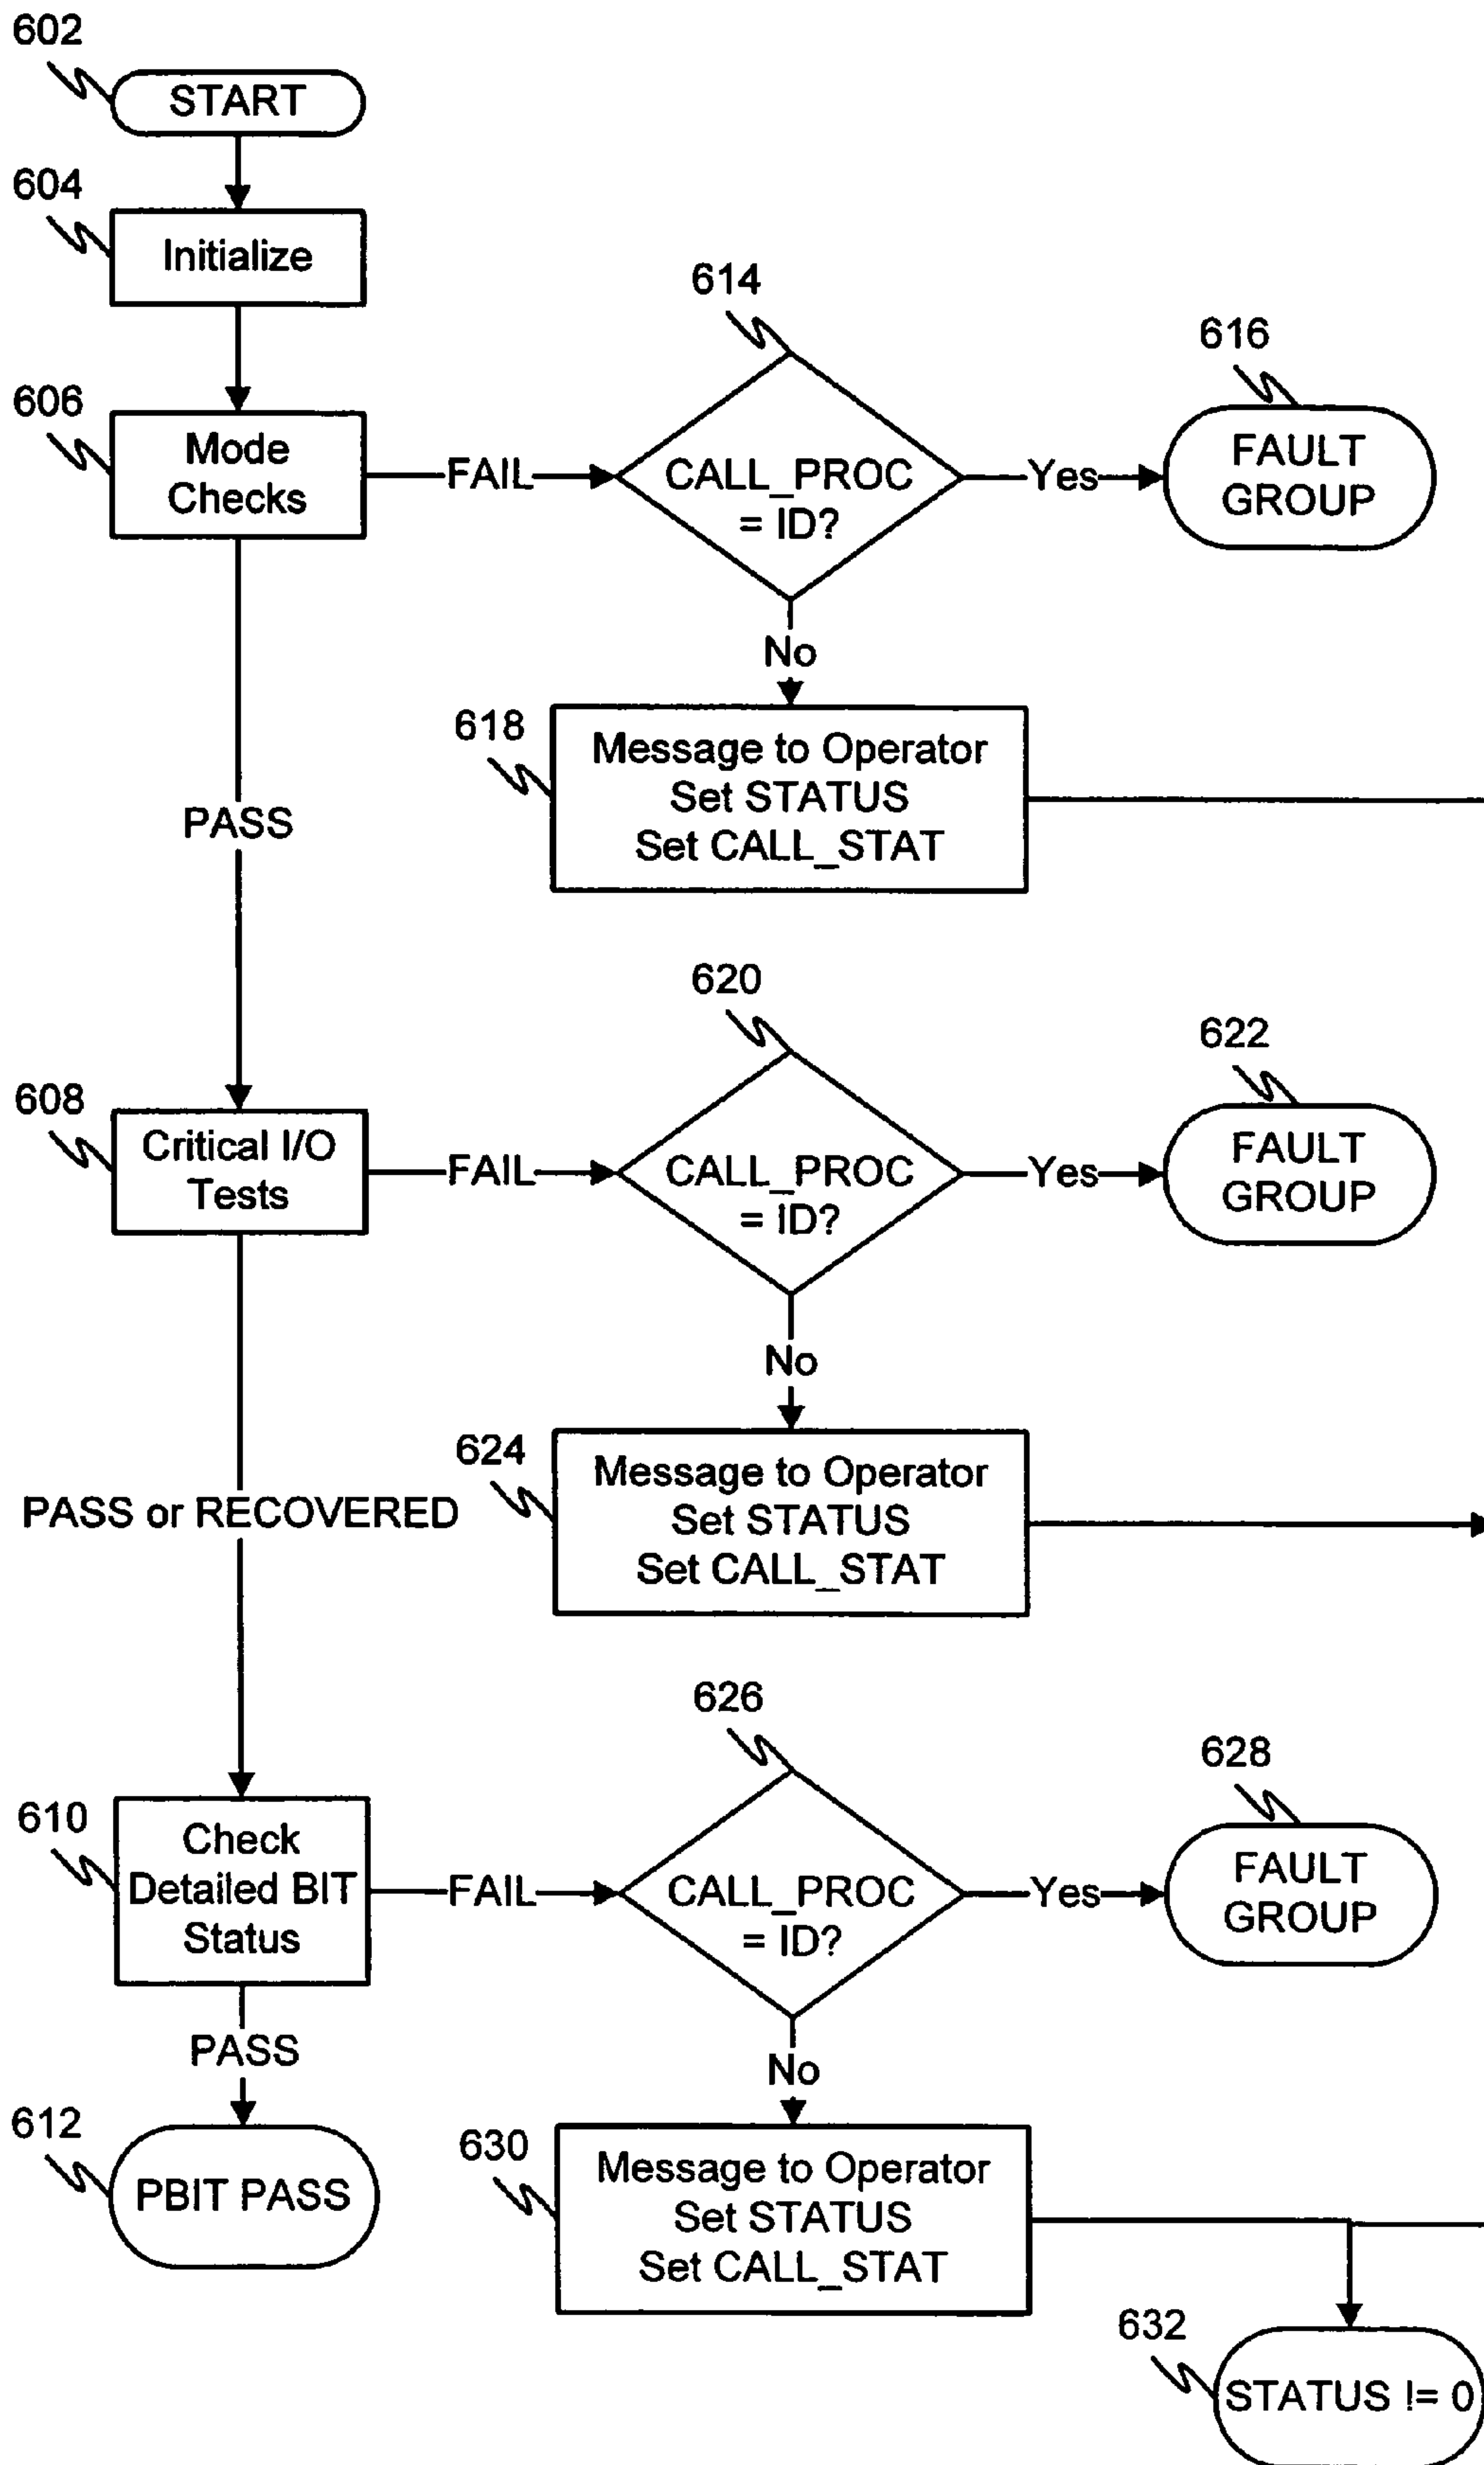 602
START
604
Initialize
614
616
606
Mode
Checks
FAIL
CALL_PROC
= ID?
Yes
FAULT
GROUP
No
618
Message to Operator
Set STATUS
Set CALL_STAT
PASS
620
622
608
Critical I/O
Tests
FAIL
CALL_PROC
= ID?
Yes
FAULT
GROUP
No
624
Message to Operator
Set STATUS
Set CALL_STAT
PASS or RECOVERED
626
628
610
Check
Detailed BIT
Status
FAIL
CALL_PROC
= ID?
Yes
FAULT
GROUP
PASS
No
612
PBIT PASS
630
Message to Operator
Set STATUS
Set CALL_STAT
632
STATUS != 0